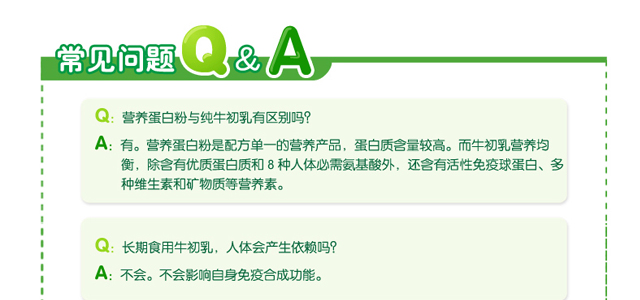 常见问题Q&A
Q：营养蛋白粉与纯牛初乳有区别吗？
A：有。营养蛋白粉是配方单一的营养产品，蛋白质含量较高。而牛初乳营养均
衡，除含有优质蛋白质和 8 种人体必需氨基酸外，还含有活性免疫球蛋白、多
种维生素和矿物质等营养素。
Q：长期食用牛初乳，人体会产生依赖吗？
A：不会。不会影响自身免疫合成功能。